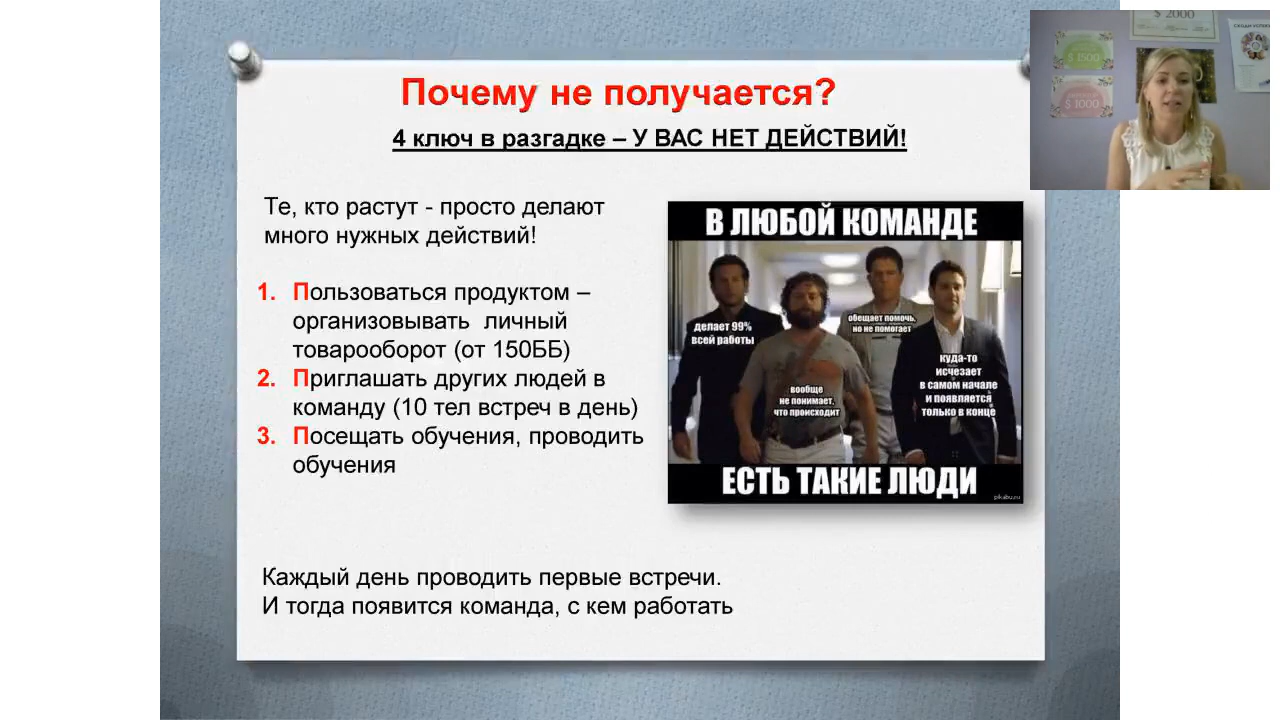 Почему не получается?
4 ключ в разгадке – У ВАС НЕТ ДЕЙСТВИЙ!
Те, кто растут - просто делают
много нужных действий!
1. Пользоваться продуктом –
организовывать личный
товарооборот (от 150ББ)
2. Приглашать других людей в
команду (10 тел встреч в день)
3. Посещать обучения, проводить
обучения
Каждый день проводить первые встречи.
И тогда появится команда, с кем работать
В ЛЮБОЙ КОМАНДЕ
делает 99%
всей работы
вообще
не понимает,
что происходит
обещает помочь,
но не помогает
куда-то
исчезает
в самом начале
и появляется
только в конце
ЕСТЬ ТАКИЕ ЛЮДИ
pikabu.ru
$ 2000
$ 1500
$ 1000